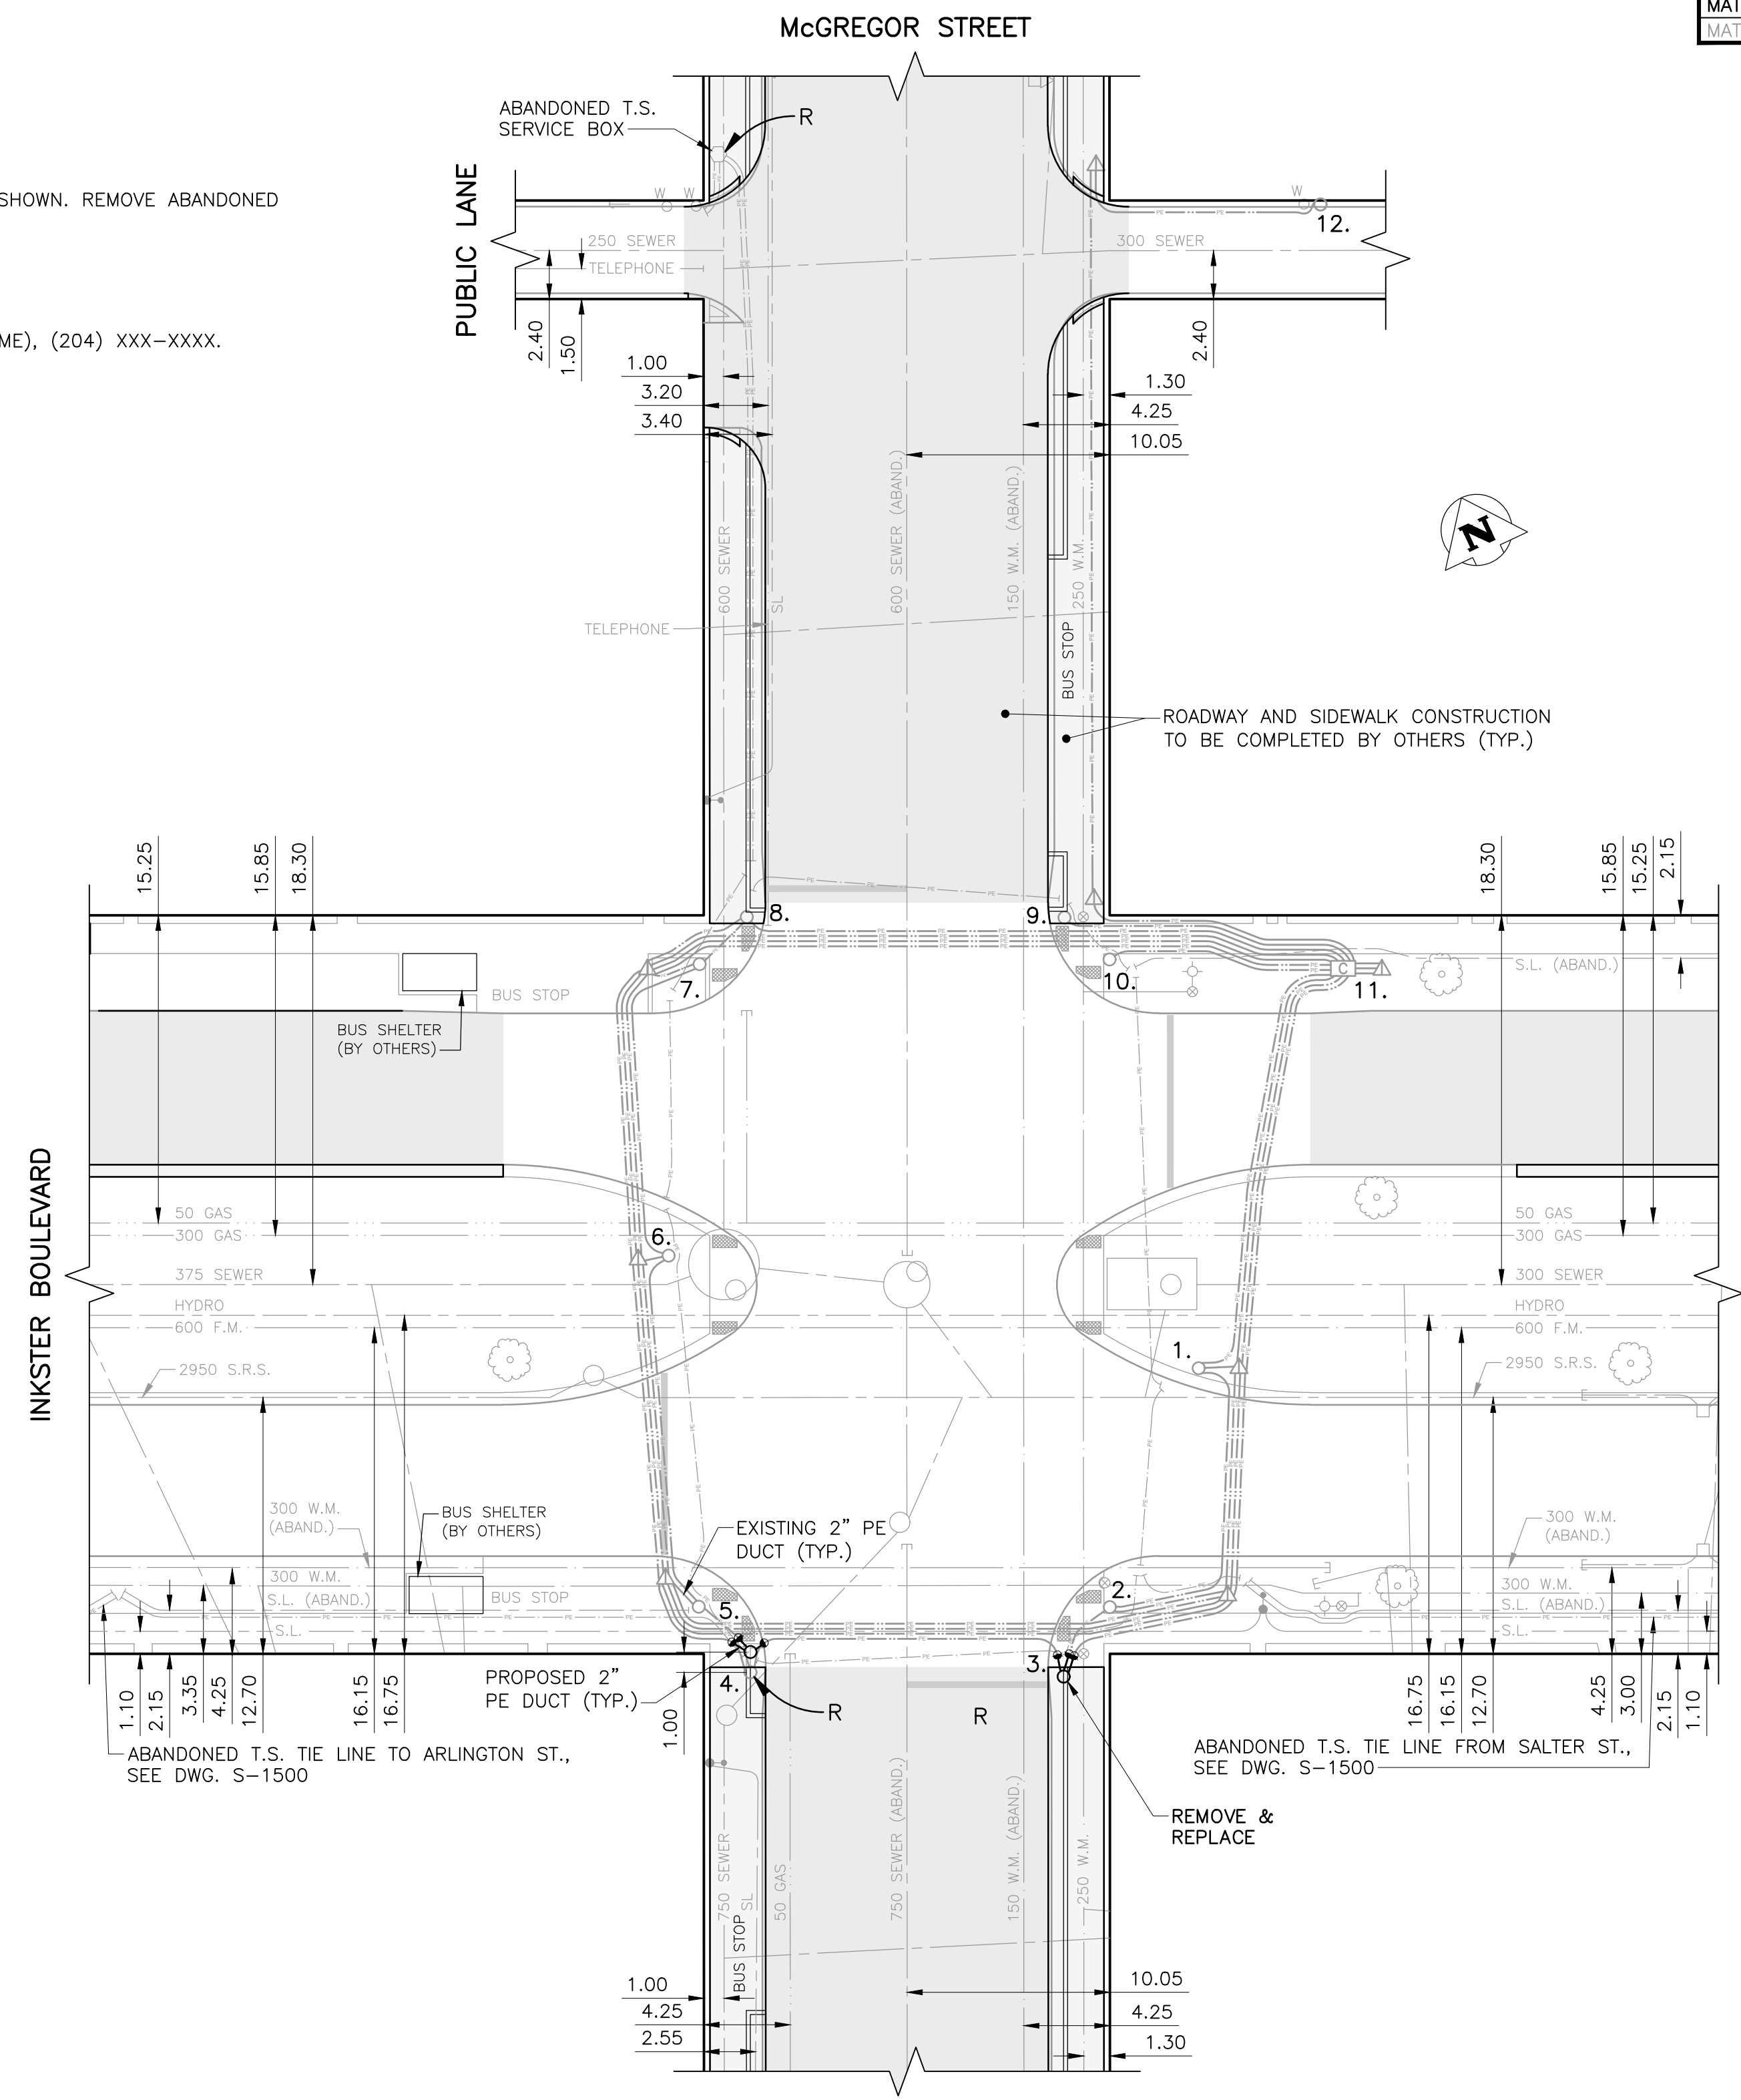 McGREGOR STREET
MAT
MAT
ABANDONED T.S.
SERVICE BOX
R
PUBLIC LANE
SHOWN. REMOVE ABANDONED
W W
W
12.
250 SEWER
300 SEWER
TELEPHONE
ME), (204) XXX-XXXX.
2.40
1.50
2.40
1.00
3.20
3.40
1.30
4.25
10.05
600 SEWER
SL
600 SEWER (ABAND.)
150 W.M. (ABAND.)
250 W.M.
N
TELEPHONE
BUS STOP
ROADWAY AND SIDEWALK CONSTRUCTION
TO BE COMPLETED BY OTHERS (TYP.)
15.25
15.85
18.30
18.30
15.85
15.25
2.15
8.
9.
7.
10.
C
11.
S.L. (ABAND.)
BUS STOP
BUS SHELTER
(BY OTHERS)
INKSTER BOULEVARD
50 GAS
300 GAS
375 SEWER
HYDRO
600 F.M.
2950 S.R.S.
6.
1.
50 GAS
300 GAS
300 SEWER
HYDRO
600 F.M.
2950 S.R.S.
300 W.M.
(ABAND.)
BUS SHELTER
(BY OTHERS)
EXISTING 2" PE
DUCT (TYP.)
300 W.M.
(ABAND.)
300 W.M.
S.L. (ABAND.)
BUS STOP
S.L.
5.
2.
300 W.M.
S.L. (ABAND.)
S.L.
PROPOSED 2"
PE DUCT (TYP.)
4.
3.
R
R
1.10
2.15
3.35
4.25
12.70
16.15
16.75
1.00
16.75
16.15
12.70
4.25
3.00
2.15
1.10
ABANDONED T.S. TIE LINE TO ARLINGTON ST.,
SEE DWG. S-1500
ABANDONED T.S. TIE LINE FROM SALTER ST.,
SEE DWG. S-1500
REMOVE &
REPLACE
750 SEWER
SL
BUS STOP
50 GAS
750 SEWER (ABAND.)
150 W.M. (ABAND.)
250 W.M.
1.00
4.25
2.55
10.05
4.25
1.30